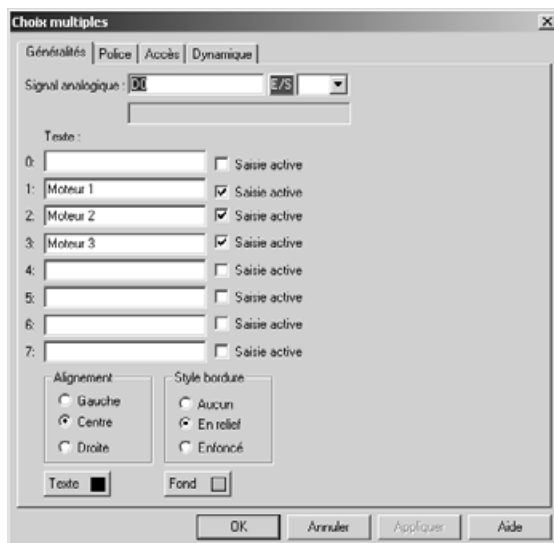 Choix multiples
Généralités Police Accès Dynamique
Signal analogique : D0 E/S
Texte :
0: Saisie active
1: Moteur 1 Saisie active
2: Moteur 2 Saisie active
3: Moteur 3 Saisie active
4: Saisie active
5: Saisie active
6: Saisie active
7: Saisie active
Alignement Style bordure
Gauche Aucun
Centre En relief
Droite Enfoncé
Texte Fond
OK Annuler Appliquer Aide